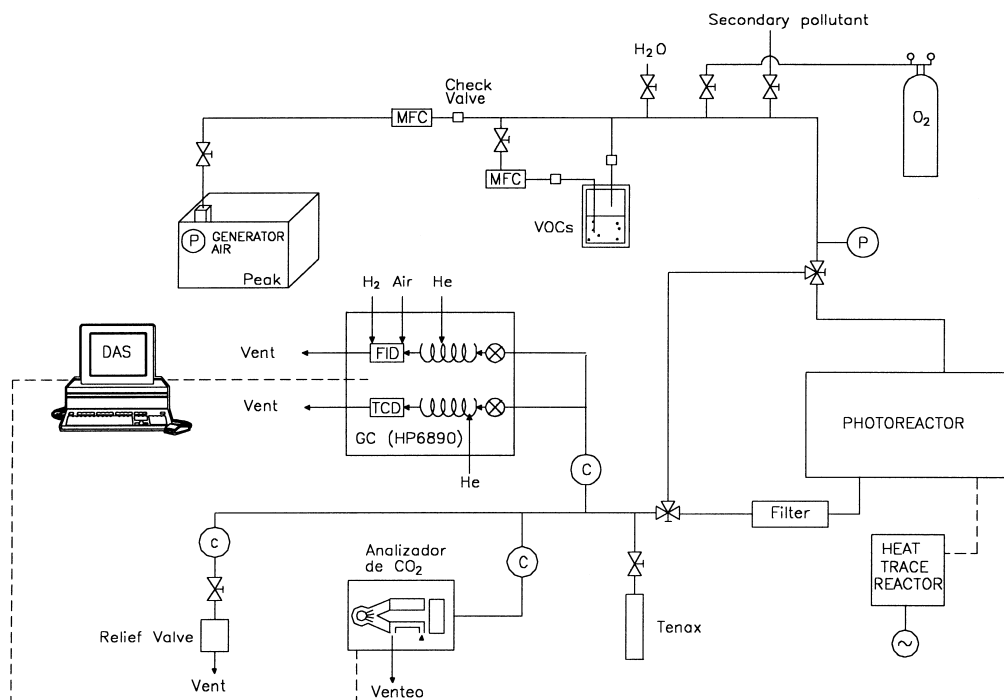 Secondary pollutant
H₂O
Check
Valve
MFC
O₂
MFC
VOCs
P
GENERATOR
AIR
Peak
P
H₂ Air He
DAS
Vent
FID
Vent
TCD
GC (HP6890)
He
PHOTOREACTOR
C
Filter
C
Analizador
de CO₂
C
HEAT
TRACE
REACTOR
Relief Valve
Tenax
Vent
Venteo